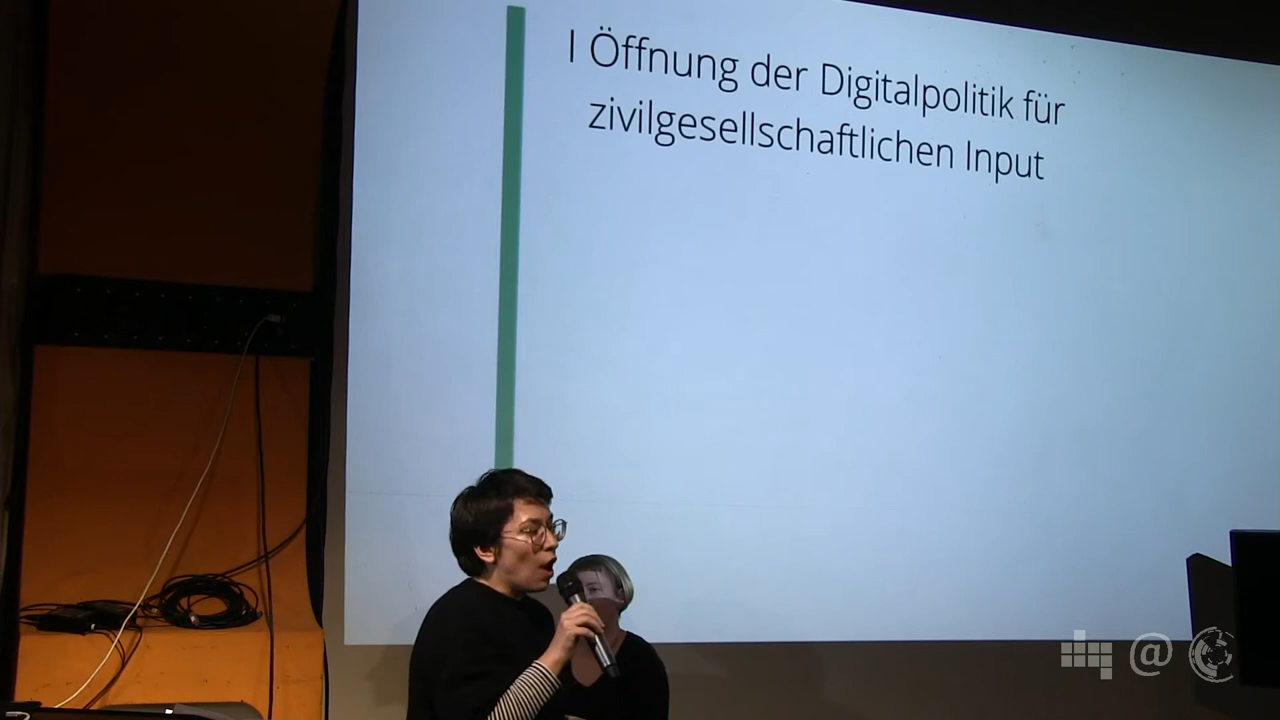 I Öffnung der Digitalpolitik für
zivilgesellschaftlichen Input
@